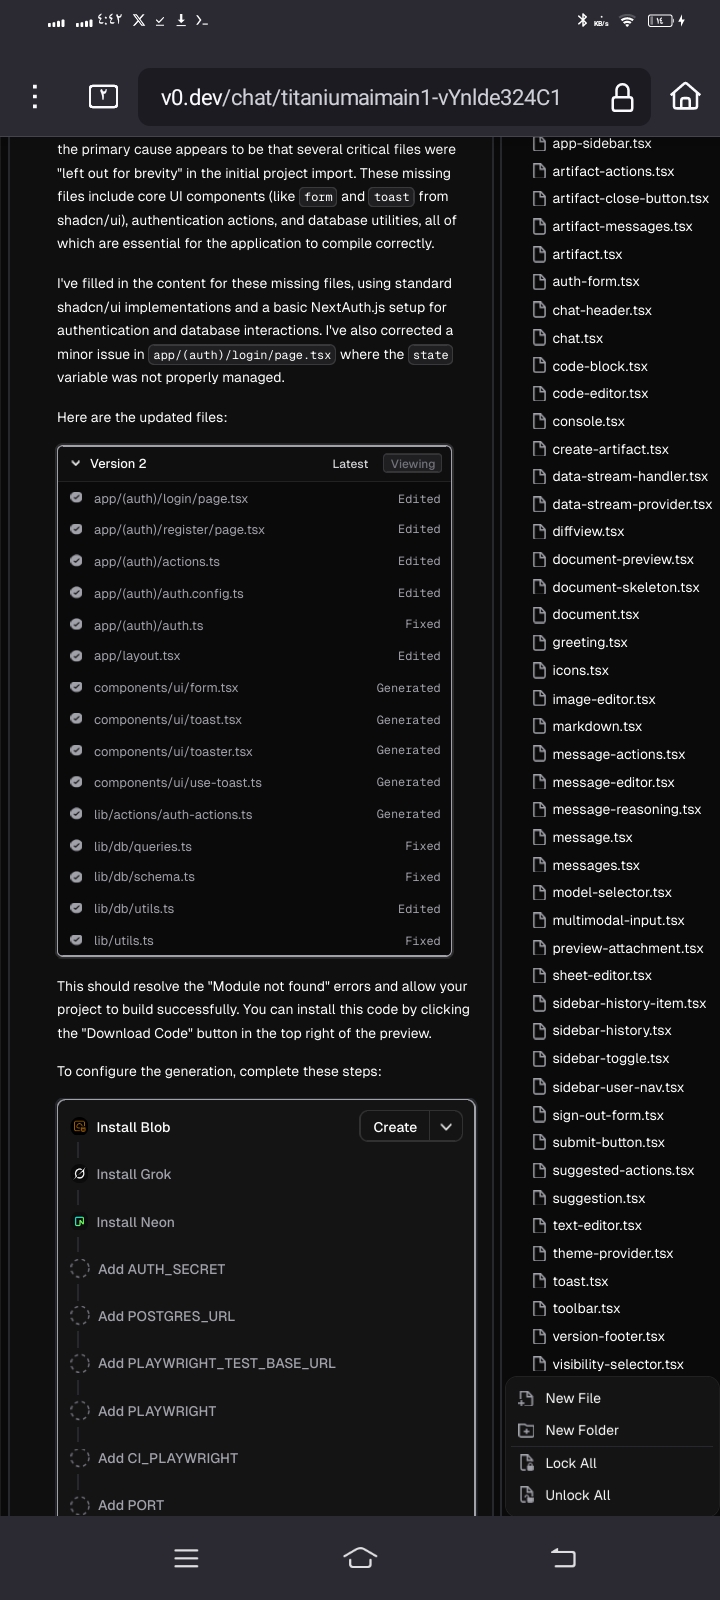 ٤:٤٢
KB/s
١٤
٢
v0.dev/chat/titaniumaimain1-vYnlde324C1
the primary cause appears to be that several critical files were
"left out for brevity" in the initial project import. These missing
files include core UI components (like form and toast from
shadcn/ui), authentication actions, and database utilities, all of
which are essential for the application to compile correctly.
I've filled in the content for these missing files, using standard
shadcn/ui implementations and a basic NextAuth.js setup for
authentication and database interactions. I've also corrected a
minor issue in app/(auth)/login/page.tsx where the state
variable was not properly managed.
Here are the updated files:
Version 2 Latest Viewing
app/(auth)/login/page.tsx Edited
app/(auth)/register/page.tsx Edited
app/(auth)/actions.ts Edited
app/(auth)/auth.config.ts Edited
app/(auth)/auth.ts Fixed
app/layout.tsx Edited
components/ui/form.tsx Generated
components/ui/toast.tsx Generated
components/ui/toaster.tsx Generated
components/ui/use-toast.ts Generated
lib/actions/auth-actions.ts Generated
lib/db/queries.ts Fixed
lib/db/schema.ts Fixed
lib/db/utils.ts Edited
lib/utils.ts Fixed
This should resolve the "Module not found" errors and allow your
project to build successfully. You can install this code by clicking
the "Download Code" button in the top right of the preview.
To configure the generation, complete these steps:
Install Blob Create
Install Grok
Install Neon
Add AUTH_SECRET
Add POSTGRES_URL
Add PLAYWRIGHT_TEST_BASE_URL
Add PLAYWRIGHT
Add CI_PLAYWRIGHT
Add PORT
app-sidebar.tsx
artifact-actions.tsx
artifact-close-button.tsx
artifact-messages.tsx
artifact.tsx
auth-form.tsx
chat-header.tsx
chat.tsx
code-block.tsx
code-editor.tsx
console.tsx
create-artifact.tsx
data-stream-handler.tsx
data-stream-provider.tsx
diffview.tsx
document-preview.tsx
document-skeleton.tsx
document.tsx
greeting.tsx
icons.tsx
image-editor.tsx
markdown.tsx
message-actions.tsx
message-editor.tsx
message-reasoning.tsx
message.tsx
messages.tsx
model-selector.tsx
multimodal-input.tsx
preview-attachment.tsx
sheet-editor.tsx
sidebar-history-item.tsx
sidebar-history.tsx
sidebar-toggle.tsx
sidebar-user-nav.tsx
sign-out-form.tsx
submit-button.tsx
suggested-actions.tsx
suggestion.tsx
text-editor.tsx
theme-provider.tsx
toast.tsx
toolbar.tsx
version-footer.tsx
visibility-selector.tsx
New File
New Folder
Lock All
Unlock All